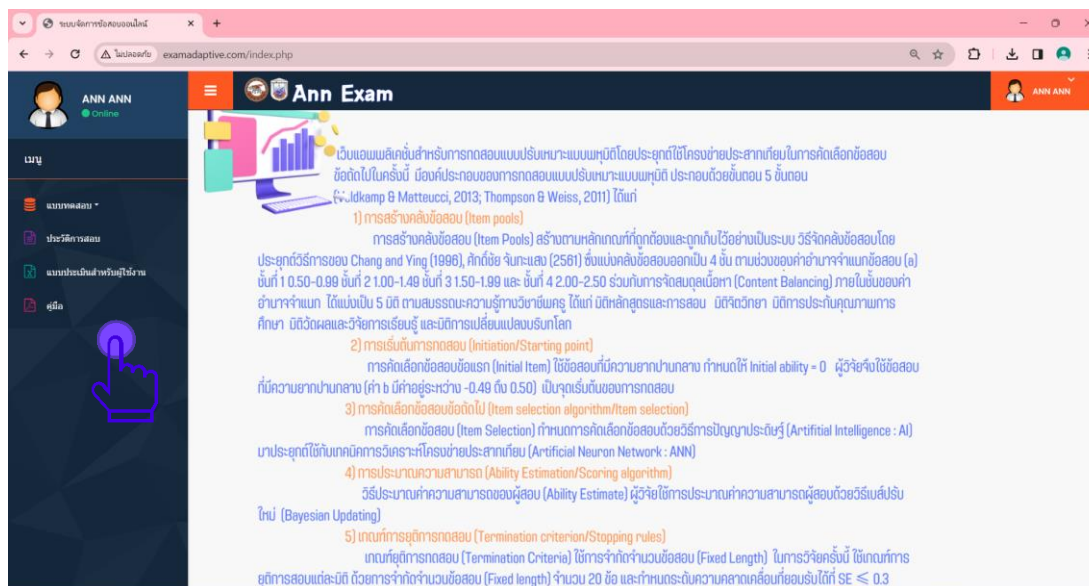 ระบบจัดการข้อสอบออนไลน์
ไม่ปลอดภัย examadaptive.com/index.php
ANN ANN
Online
Ann Exam
ANN ANN
เมนู
แบบทดสอบ
ประวัติการสอบ
แบบประเมินสำหรับผู้ใช้งาน
คู่มือ
เว็บแอพพลิเคชั่นสำหรับการทดสอบแบบปรับเหมาะแบบพหุมิติโดยประยุกต์ใช้โครงข่ายประสาทเทียมในการคัดเลือกข้อสอบ
ข้อถัดไปในครั้งนี้ มีองค์ประกอบของการทดสอบแบบปรับเหมาะแบบพหุมิติ ประกอบด้วยขั้นตอน 5 ขั้นตอน
ldkamp & Matteucci, 2013; Thompson & Weiss, 2011) ได้แก่
1) การสร้างคลังข้อสอบ (Item pools)
การสร้างคลังข้อสอบ (Item Pools) สร้างตามหลักเกณฑ์ที่ถูกต้องและถูกเก็บไว้อย่างเป็นระบบ วิธีจัดคลังข้อสอบโดย
ประยุกต์วิธีการของ Chang and Ying (1996), ศักดิ์ชัย จันทะแสง (2561) ซึ่งแบ่งคลังข้อสอบออกเป็น 4 ชั้น ตามช่วงของค่าอำนาจจำแนกข้อสอบ (a)
ชั้นที่ 1 0.50-0.99 ชั้นที่ 2 1.00-1.49 ชั้นที่ 3 1.50-1.99 และ ชั้นที่ 4 2.00-2.50 ร่วมกับการจัดสมดุลเนื้อหา (Content Balancing) ภายในชั้นของค่า
อำนาจจำแนก ได้แบ่งเป็น 5 มิติ ตามสมรรถนะความรู้ทางวิชาชีพครู ได้แก่ มิติหลักสูตรและการสอน มิติจิตวิทยา มิติการประกันคุณภาพการ
ศึกษา มิติวัดผลและวิจัยการเรียนรู้ และมิติการเปลี่ยนแปลงบริบทโลก
2) การเริ่มต้นการทดสอบ (Initiation/Starting point)
การคัดเลือกข้อสอบข้อแรก (Initial Item) ใช้ข้อสอบที่มีความยากปานกลาง กำหนดให้ Initial ability = 0 ผู้วิจัยจึงใช้ข้อสอบ
ที่มีความยากปานกลาง (ค่า b มีค่าอยู่ระหว่าง -0.49 ถึง 0.50) เป็นจุดเริ่มต้นของการทดสอบ
3) การคัดเลือกข้อสอบข้อถัดไป (Item selection algorithm/Item selection)
การคัดเลือกข้อสอบ (Item Selection) กำหนดการคัดเลือกข้อสอบด้วยวิธีการปัญญาประดิษฐ์ (Artifitial Intelligence : AI)
มาประยุกต์ใช้กับเทคนิคการวิเคราะห์โครงข่ายประสาทเทียม (Artificial Neuron Network : ANN)
4) การประมาณความสามารถ (Ability Estimation/Scoring algorithm)
วิธีประมาณค่าความสามารถของผู้สอบ (Ability Estimate) ผู้วิจัยใช้การประมาณค่าความสามารถผู้สอบด้วยวิธีเบส์ปรับ
ใหม่ (Bayesian Updating)
5) เกณฑ์การยุติการทดสอบ (Termination criterion/Stopping rules)
เกณฑ์ยุติการทดสอบ (Termination Criteria) ใช้การจำกัดจำนวนข้อสอบ (Fixed Length) ในการวิจัยครั้งนี้ ใช้เกณฑ์การ
ยุติการสอบแต่ละมิติ ด้วยการจำกัดจำนวนข้อสอบ (Fixed length) จำนวน 20 ข้อ และกำหนดระดับความคลาดเคลื่อนที่ยอมรับได้ที่ SE ≤ 0.3